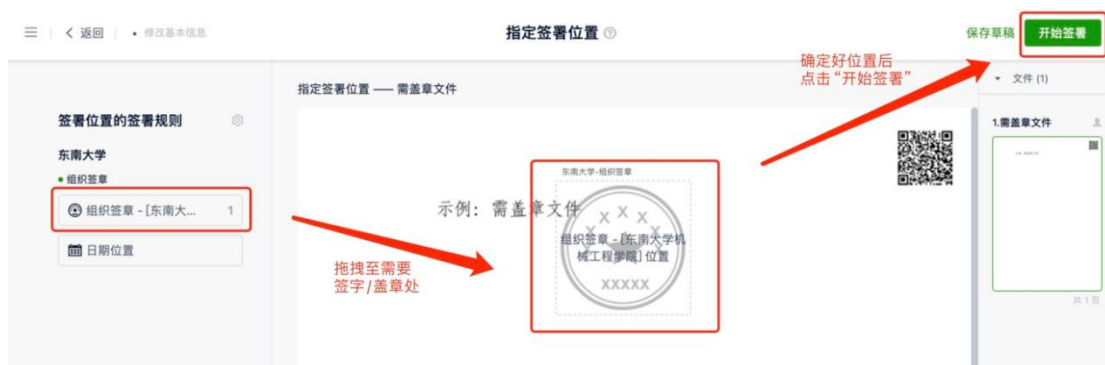 返回
修改基本信息
指定签署位置
保存草稿
开始签署
确定好位置后
点击“开始签署”
文件 (1)
指定签署位置 —— 需盖章文件
签署位置的签署规则
1.需盖章文件
东南大学
组织签章
组织签章 - [东南大... 1
日期位置
东南大学-组织签章
示例：需盖章文件
X X X
组织签章 - [东南大学机
械工程学院] 位置
XXXXX
拖拽至需要
签字/盖章处
共 1 页